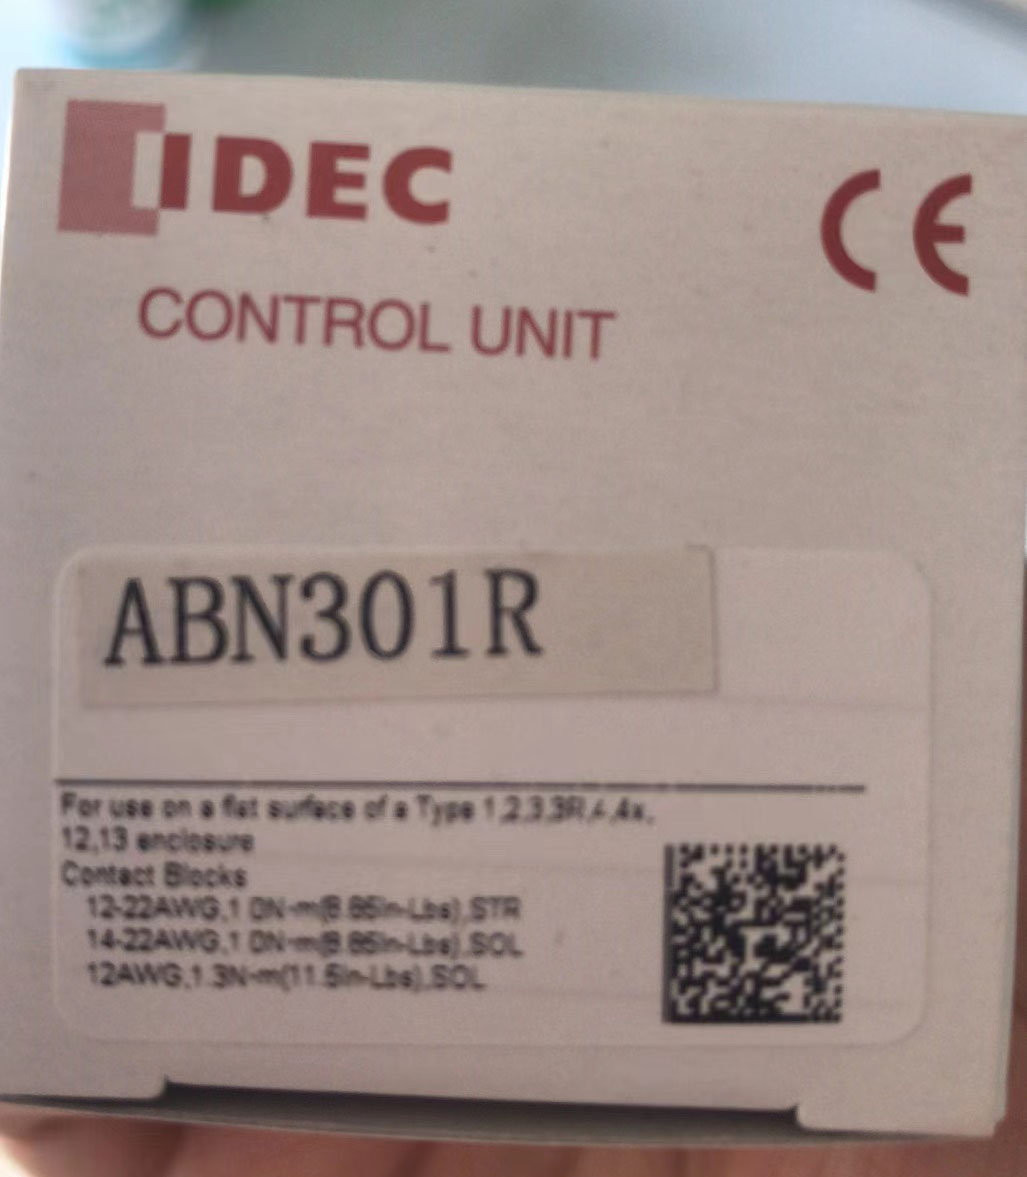 IDEC
CE
CONTROL UNIT
ABN301R
For use on a flat surface of a Type 1,2,3,3R,4,4x,
12,13 enclosure
Contact Blocks
12-22AWG,1.0N-m(8.85in-Lbs),STR
14-22AWG,1.0N-m(8.85in-Lbs),SOL
12AWG,1.3N-m(11.5in-Lbs),SOL